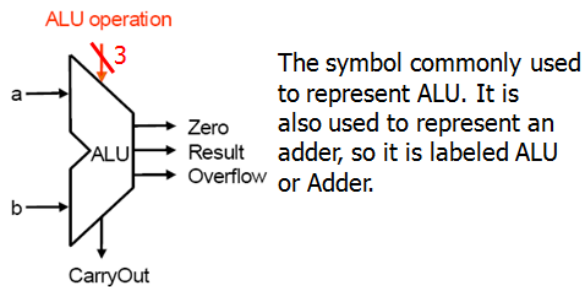 ALU operation
3
a
ALU
b
Zero
Result
Overflow
CarryOut
The symbol commonly used
to represent ALU. It is
also used to represent an
adder, so it is labeled ALU
or Adder.